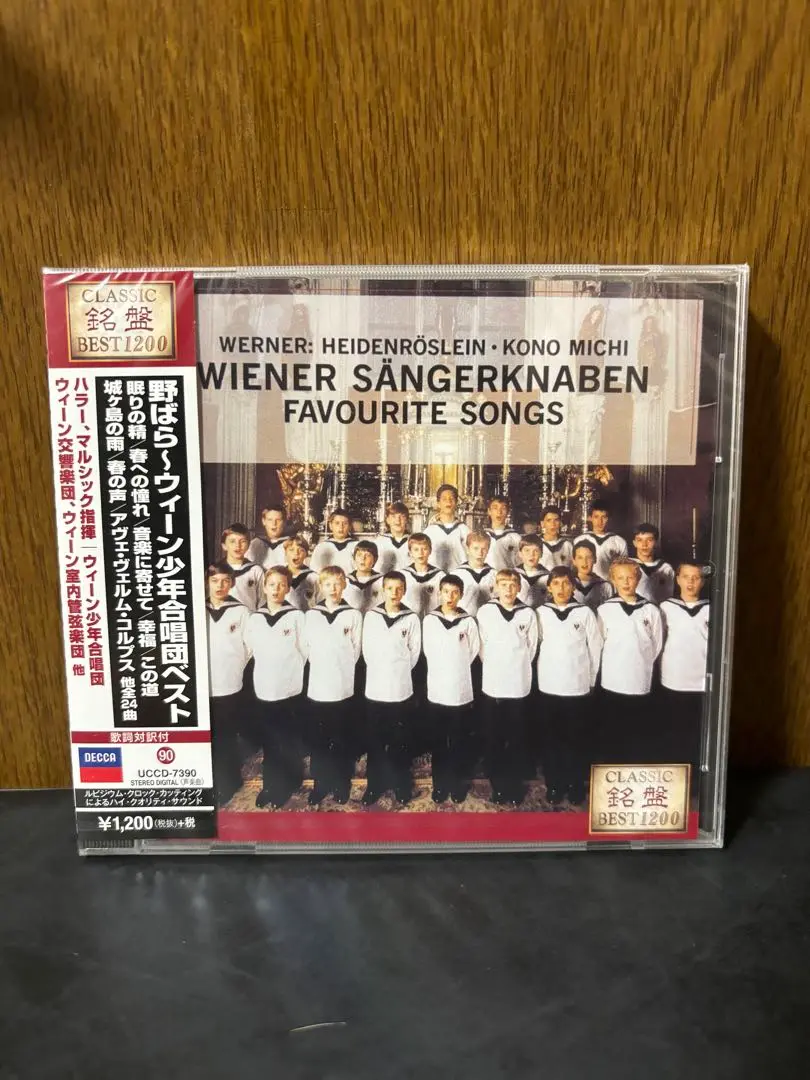 CLASSIC
銘盤
BEST1200
WERNER: HEIDENRÖSLEIN・KONO MICHI
WIENER SÄNGERKNABEN
FAVOURITE SONGS
野ばら〜ウィーン少年合唱団ベスト
眠りの精/春への憧れ/音楽に寄せて/幸福/この道
城ヶ島の雨/春の声/アヴェ・ヴェルム・コルプス 他全24曲
ハラー、マルシック指揮|ウィーン少年合唱団
ウィーン交響楽団、ウィーン室内管弦楽団 他
歌詞対訳付
DECCA
90
UCCD-7390
STEREO DIGITAL (声楽曲)
ルビジウム・クロック・カッティング
によるハイ・クオリティ・サウンド
¥1,200(税抜)+税
CLASSIC
銘盤
BEST1200